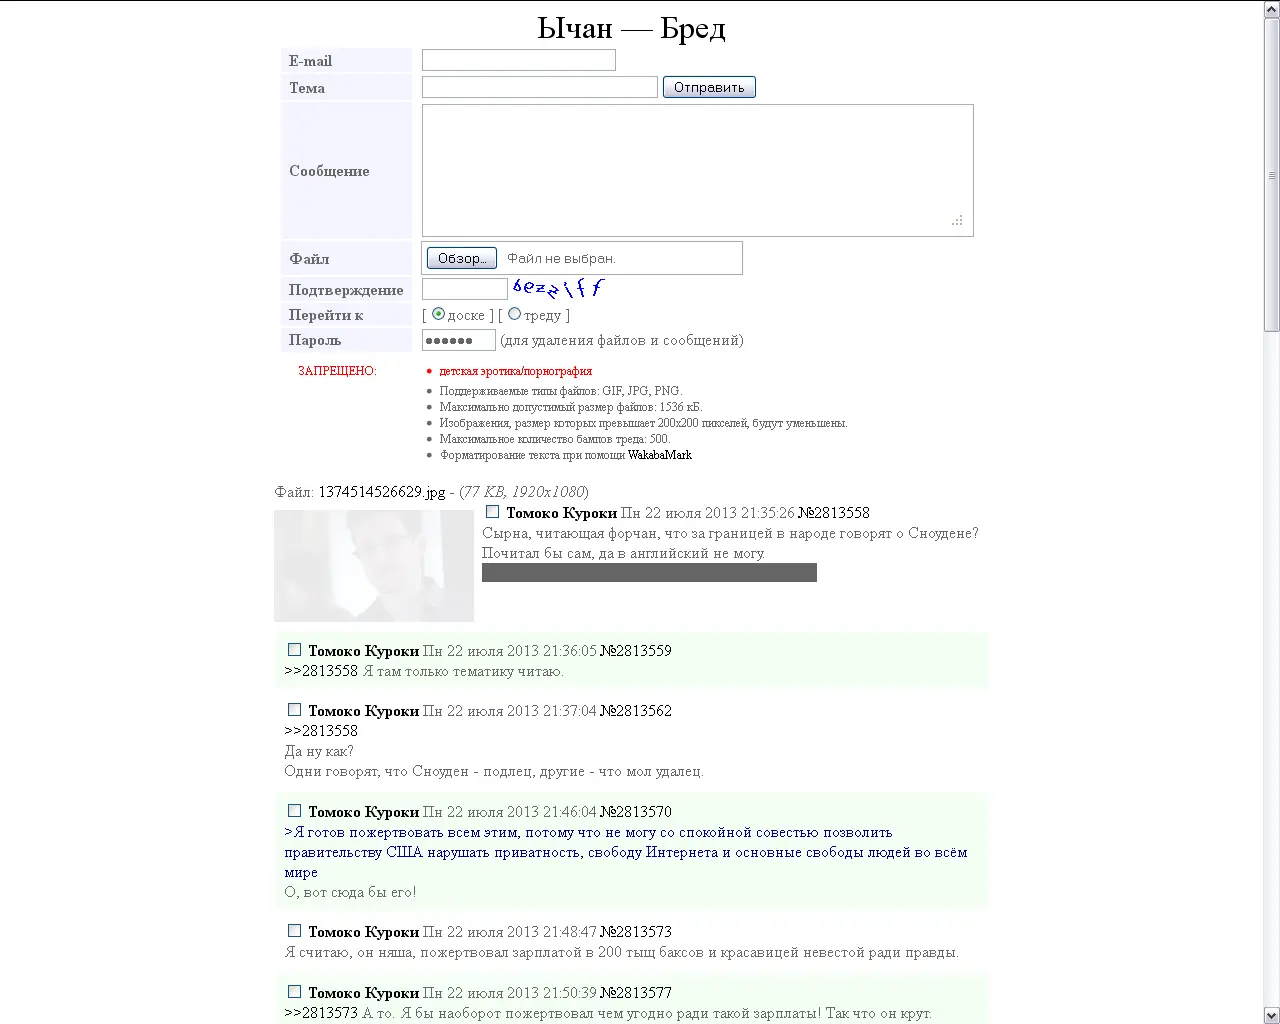 Ычан — Бред
E-mail
Тема Отправить
Сообщение
Файл Обзор... Файл не выбран.
Подтверждение
Перейти к [ доске ] [ треду ]
Пароль •••••• (для удаления файлов и сообщений)
ЗАПРЕЩЕНО: • детская эротика/порнография
• Поддерживаемые типы файлов: GIF, JPG, PNG.
• Максимально допустимый размер файлов: 1536 кБ.
• Изображения, размер которых превышает 200x200 пикселей, будут уменьшены.
• Максимальное количество бампов треда: 500.
• Форматирование текста при помощи WakabaMark
Файл: 1374514526629.jpg - (77 KB, 1920x1080)
Томоко Куроки Пн 22 июля 2013 21:35:26 №2813558
Сырна, читающая форчан, что за границей в народе говорят о Сноудене?
Почитал бы сам, да в английский не могу.
Томоко Куроки Пн 22 июля 2013 21:36:05 №2813559
>>2813558 Я там только тематику читаю.
Томоко Куроки Пн 22 июля 2013 21:37:04 №2813562
>>2813558
Да ну как?
Одни говорят, что Сноуден - подлец, другие - что мол удалец.
Томоко Куроки Пн 22 июля 2013 21:46:04 №2813570
>Я готов пожертвовать всем этим, потому что не могу со спокойной совестью позволить
правительству США нарушать приватность, свободу Интернета и основные свободы людей во всём
мире
О, вот сюда бы его!
Томоко Куроки Пн 22 июля 2013 21:48:47 №2813573
Я считаю, он няша, пожертвовал зарплатой в 200 тыщ баксов и красавицей невестой ради правды.
Томоко Куроки Пн 22 июля 2013 21:50:39 №2813577
>>2813573 А то. Я бы наоборот пожертвовал чем угодно ради такой зарплаты! Так что он крут.